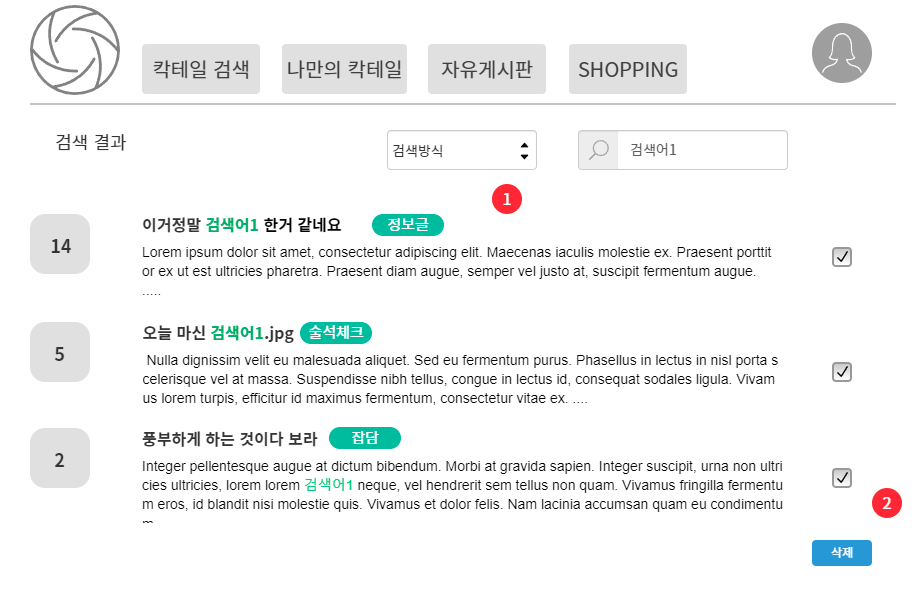 칵테일 검색
나만의 칵테일
자유게시판
SHOPPING
검색 결과
검색방식
검색어1
1
14
이거정말 검색어1 한거 같네요
정보글
Lorem ipsum dolor sit amet, consectetur adipiscing elit. Maecenas iaculis molestie ex. Praesent porttit
or ex ut est ultricies pharetra. Praesent diam augue, semper vel justo at, suscipit fermentum augue.
.....
5
오늘 마신 검색어1.jpg
술석체크
Nulla dignissim velit eu malesuada aliquet. Sed eu fermentum purus. Phasellus in lectus in nisl porta s
celerisque vel at massa. Suspendisse nibh tellus, congue in lectus id, consequat sodales ligula. Vivam
us lorem turpis, efficitur id maximus fermentum, consectetur vitae ex. ....
2
풍부하게 하는 것이다 보라
잡담
Integer pellentesque augue at dictum bibendum. Morbi at gravida sapien. Integer suscipit, urna non ultri
cies ultricies, lorem lorem 검색어1 neque, vel hendrerit sem tellus non quam. Vivamus fringilla fermentu
m eros, id blandit nisi molestie quis. Vivamus et dolor felis. Nam lacinia accumsan quam eu condimentu
m
2
삭제